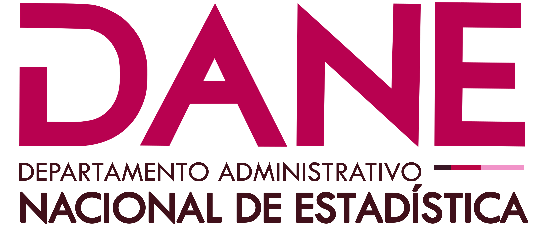 DANE
DEPARTAMENTO ADMINISTRATIVO
NACIONAL DE ESTADÍSTICA